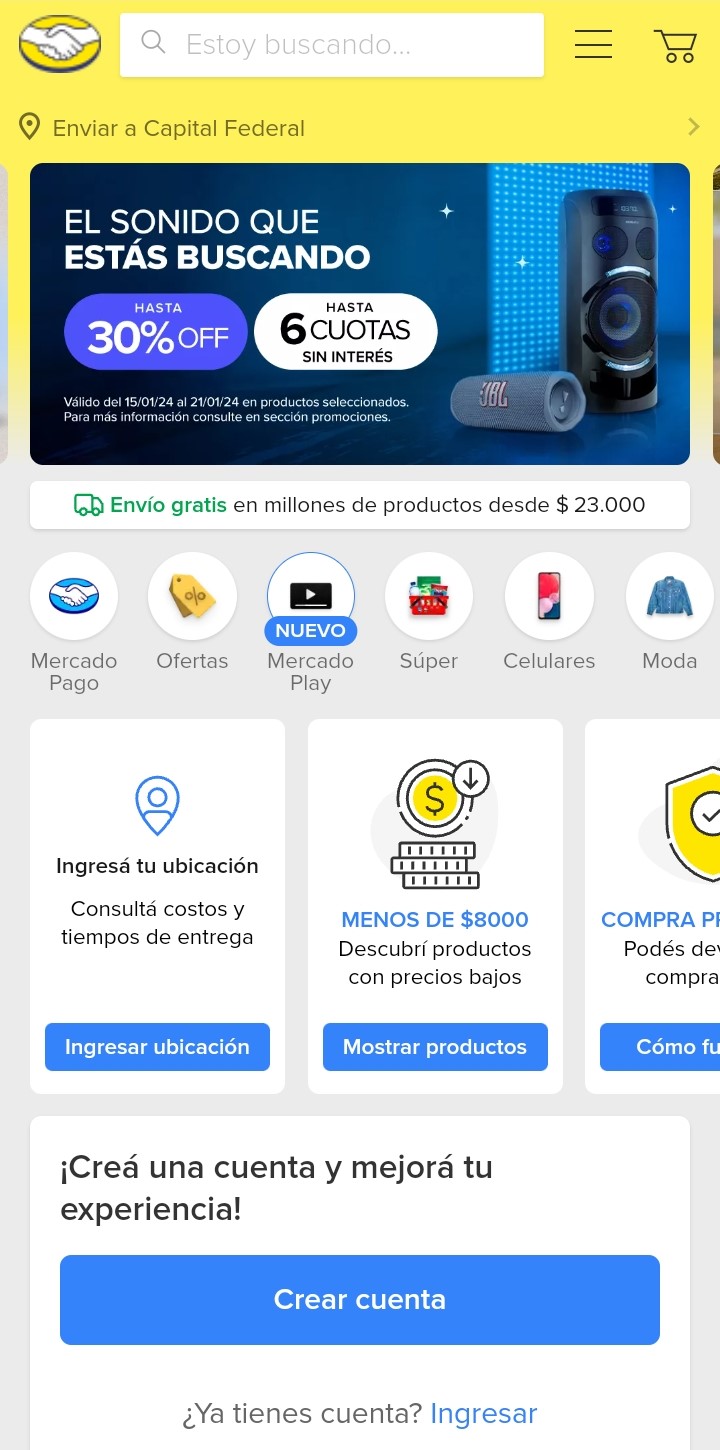 Estoy buscando...
Enviar a Capital Federal
EL SONIDO QUE
ESTÁS BUSCANDO
HASTA
30% OFF
HASTA
6 CUOTAS
SIN INTERÉS
Válido del 15/01/24 al 21/01/24 en productos seleccionados.
Para más información consulte en sección promociones.
JBL
Envío gratis en millones de productos desde $ 23.000
NUEVO
Mercado
Pago
Ofertas
Mercado
Play
Súper
Celulares
Moda
Ingresá tu ubicación
Consultá costos y
tiempos de entrega
Ingresar ubicación
MENOS DE $8000
Descubrí productos
con precios bajos
Mostrar productos
COMPRA PR
Podés dev
compra
Cómo fu
¡Creá una cuenta y mejorá tu
experiencia!
Crear cuenta
¿Ya tienes cuenta? Ingresar